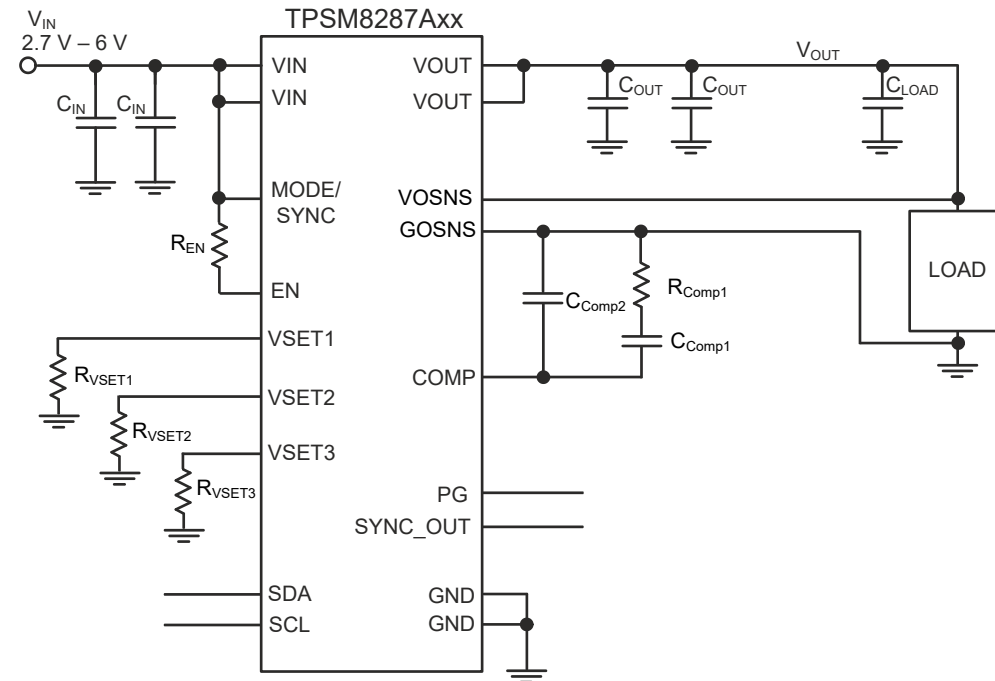 TPSM8287Axx
VIN
2.7 V – 6 V
VIN
VIN
CIN
CIN
MODE/
SYNC
REN
EN
VSET1
RVSET1
VSET2
RVSET2
VSET3
RVSET3
SDA
SCL
VOUT
VOUT
VOUT
COUT
COUT
CLOAD
VOSNS
GOSNS
LOAD
RComp1
CComp2
CComp1
COMP
PG
SYNC_OUT
GND
GND